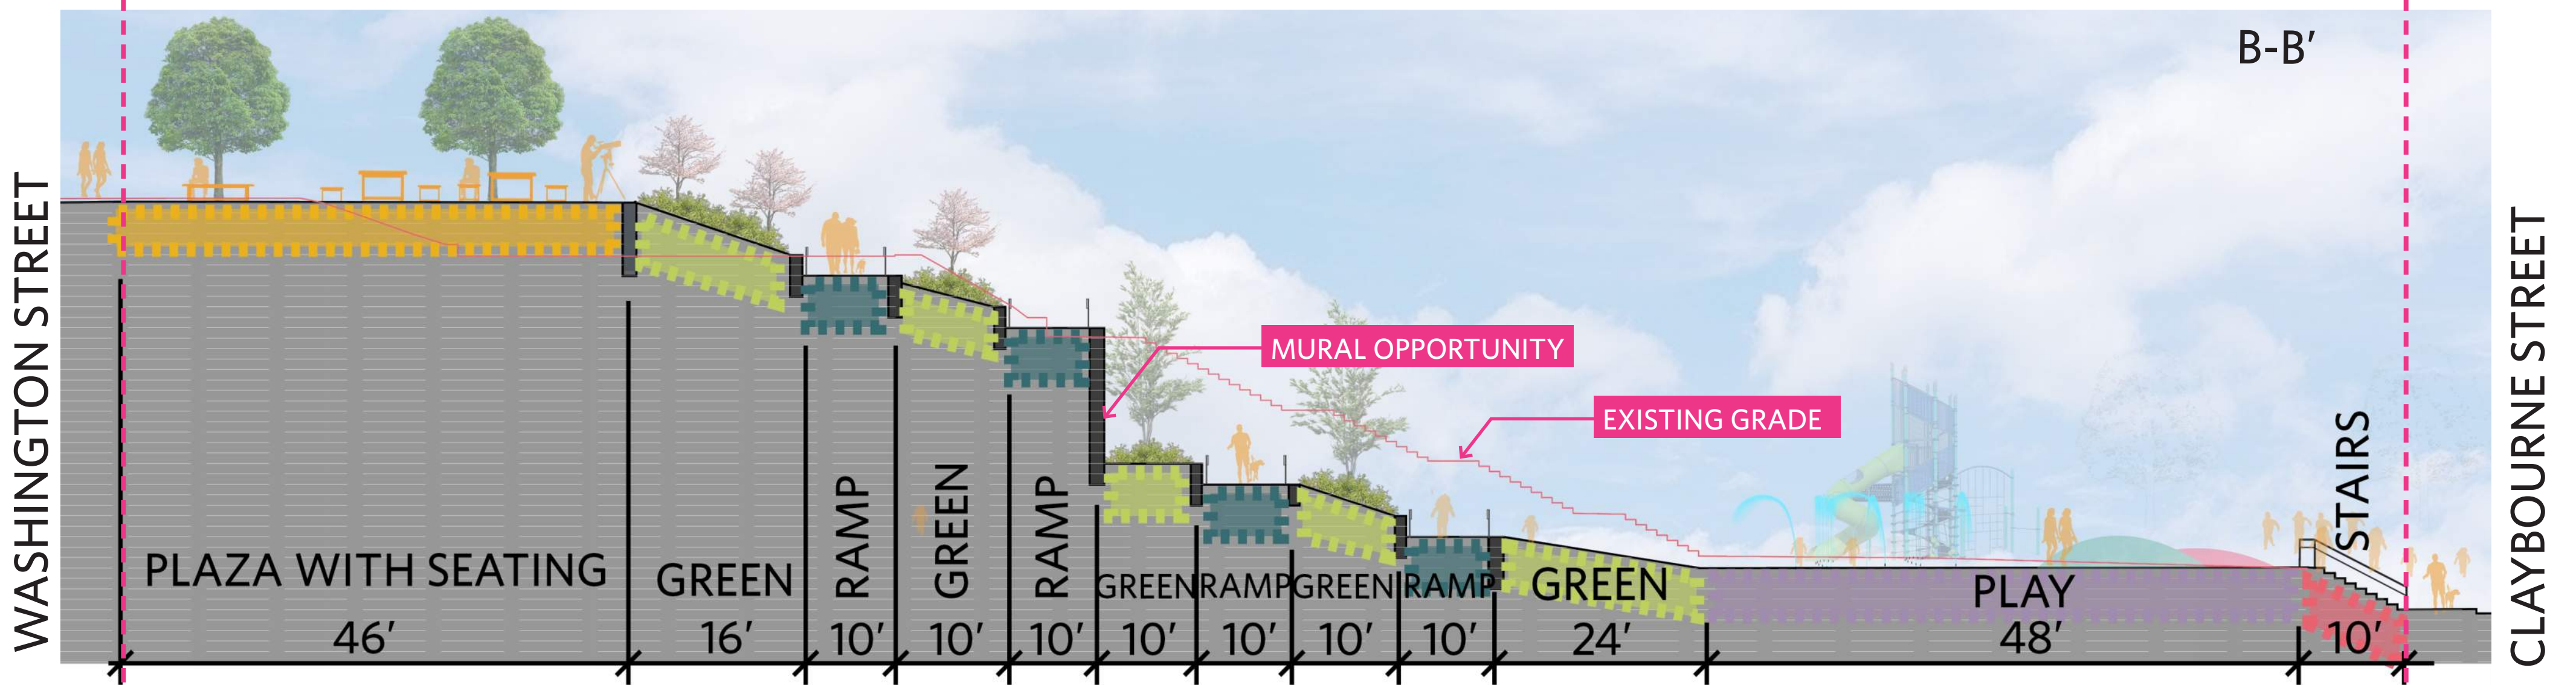 B-B′
WASHINGTON STREET
CLAYBOURNE STREET
MURAL OPPORTUNITY
EXISTING GRADE
PLAZA WITH SEATING
46′
GREEN
16′
RAMP
10′
GREEN
10′
RAMP
10′
GREEN
10′
RAMP
10′
GREEN
10′
RAMP
10′
GREEN
24′
PLAY
48′
STAIRS
10′